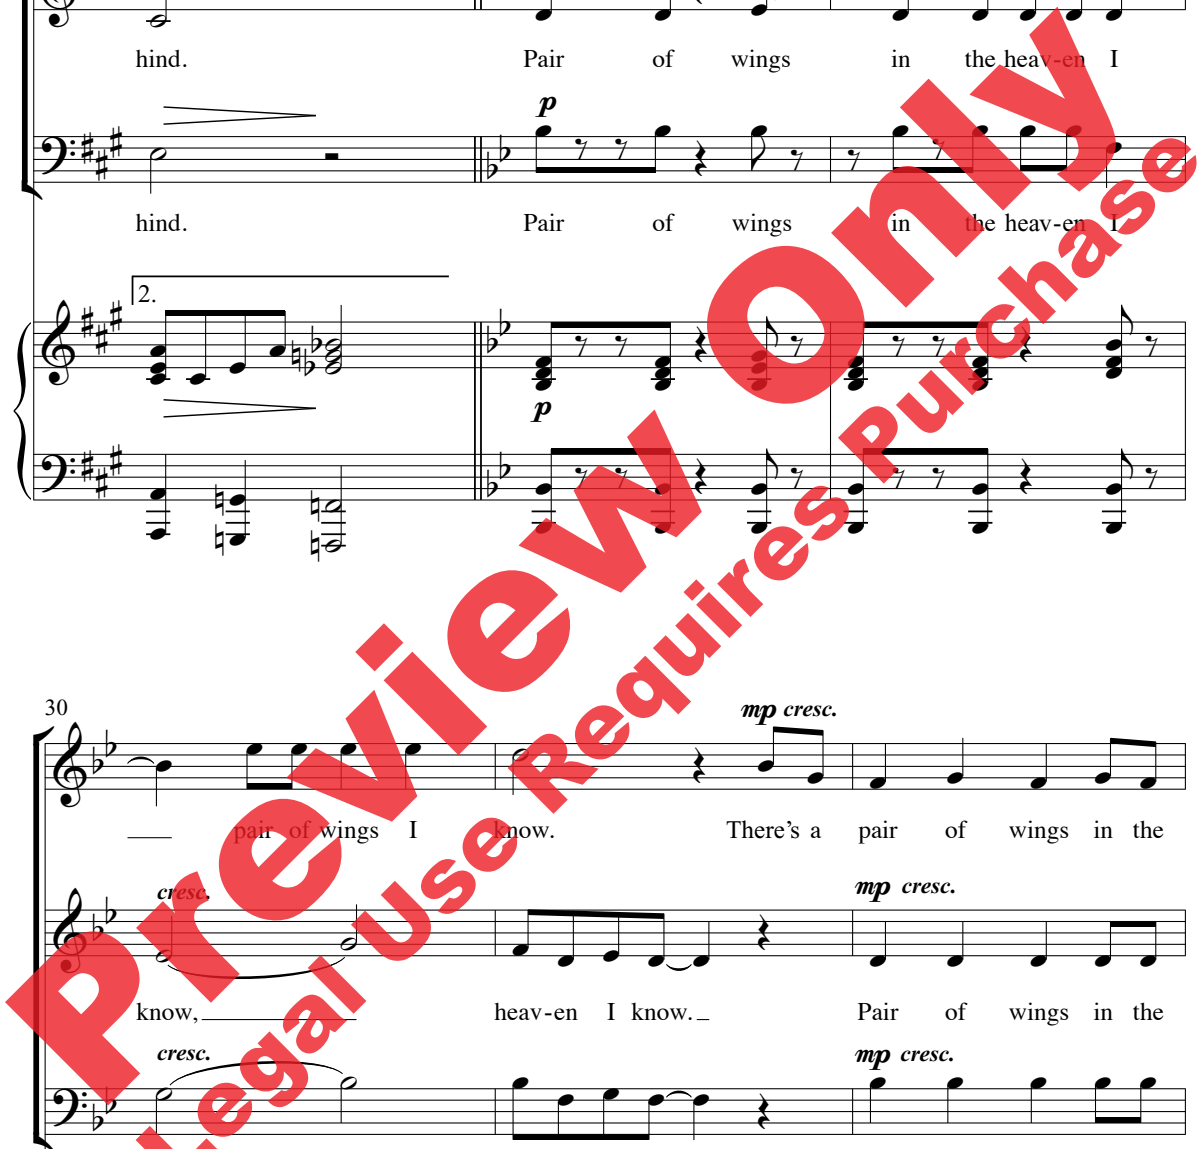 hind. Pair of wings in the heav-en I
p
hind. Pair of wings in the heav-en I
2.
p
30
mp cresc.
pair of wings I know. There's a pair of wings in the
cresc. mp cresc.
know, heav-en I know. Pair of wings in the
cresc. mp cresc.
Preview Only
Legal Use Requires Purchase